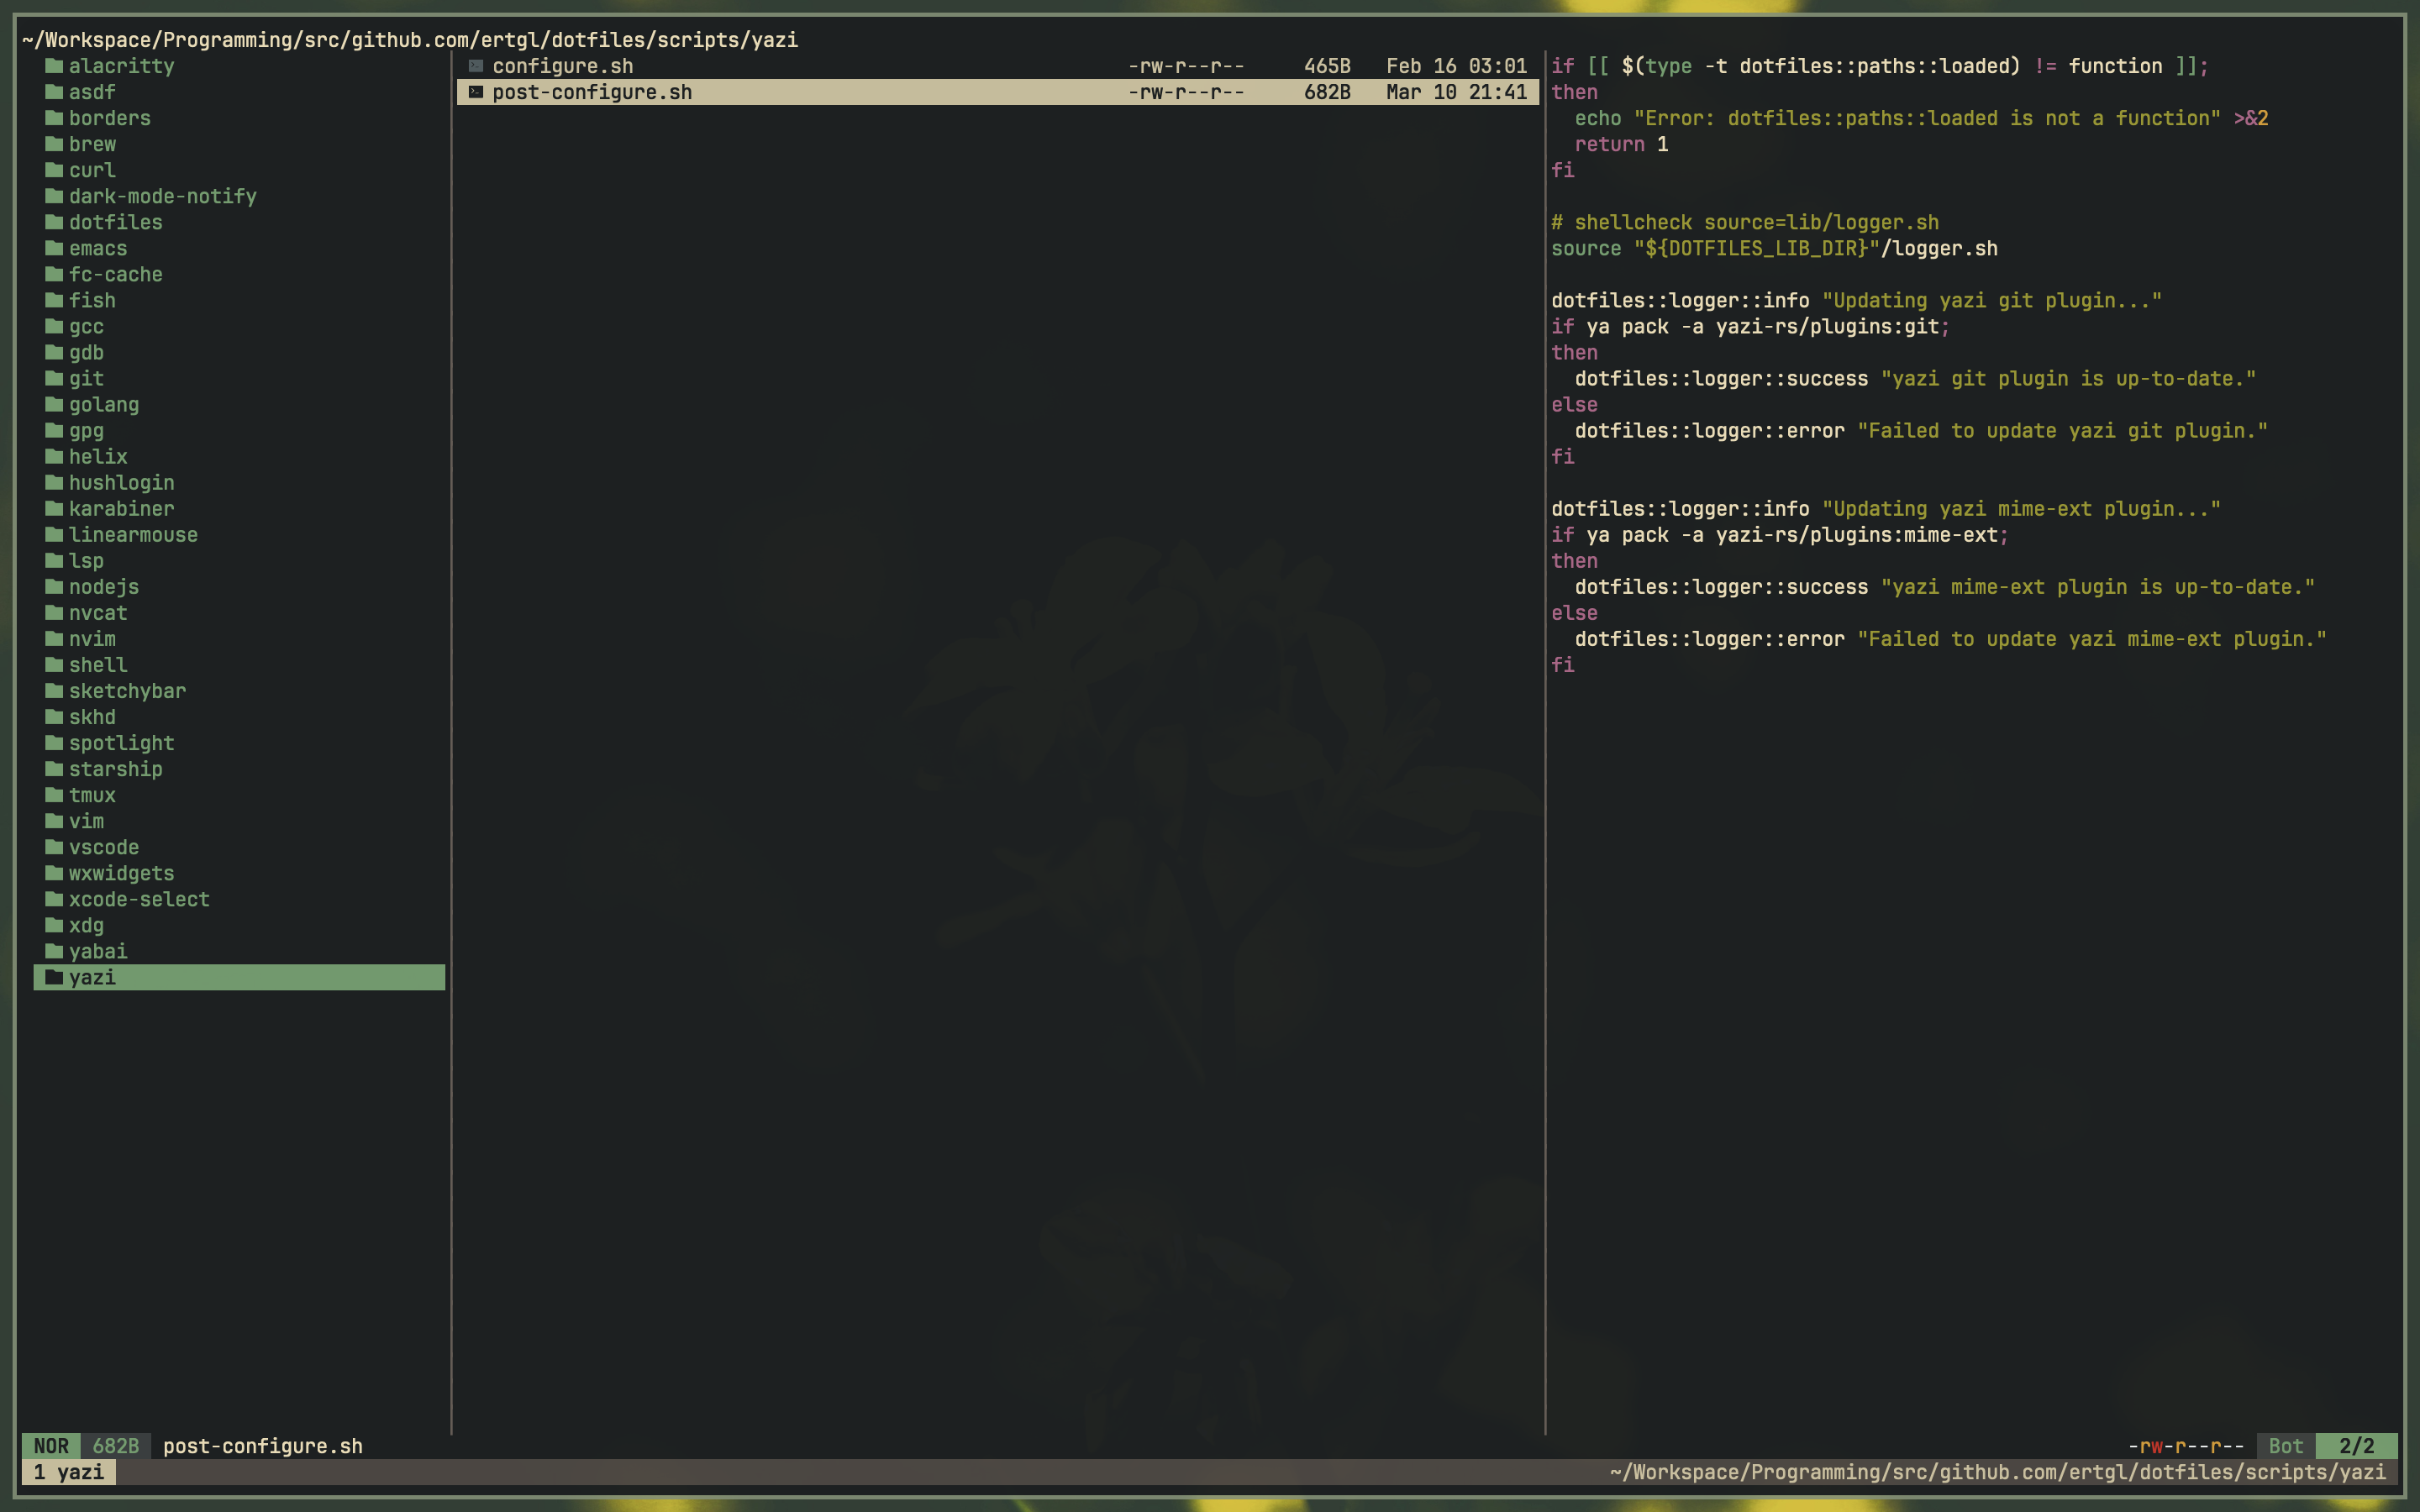 ~/Workspace/Programming/src/github.com/ertgl/dotfiles/scripts/yazi
alacritty
asdf
borders
brew
curl
dark-mode-notify
dotfiles
emacs
fc-cache
fish
gcc
gdb
git
golang
gpg
helix
hushlogin
karabiner
linearmouse
lsp
nodejs
nvcat
nvim
shell
sketchybar
skhd
spotlight
starship
tmux
vim
vscode
wxwidgets
xcode-select
xdg
yabai
yazi
configure.sh -rw-r--r-- 465B Feb 16 03:01
post-configure.sh -rw-r--r-- 682B Mar 10 21:41
if [[ $(type -t dotfiles::paths::loaded) != function ]];
then
  echo "Error: dotfiles::paths::loaded is not a function" >&2
  return 1
fi

# shellcheck source=lib/logger.sh
source "${DOTFILES_LIB_DIR}"/logger.sh

dotfiles::logger::info "Updating yazi git plugin..."
if ya pack -a yazi-rs/plugins:git;
then
  dotfiles::logger::success "yazi git plugin is up-to-date."
else
  dotfiles::logger::error "Failed to update yazi git plugin."
fi

dotfiles::logger::info "Updating yazi mime-ext plugin..."
if ya pack -a yazi-rs/plugins:mime-ext;
then
  dotfiles::logger::success "yazi mime-ext plugin is up-to-date."
else
  dotfiles::logger::error "Failed to update yazi mime-ext plugin."
fi
NOR 682B post-configure.sh -rw-r--r-- Bot 2/2
1 yazi ~/Workspace/Programming/src/github.com/ertgl/dotfiles/scripts/yazi